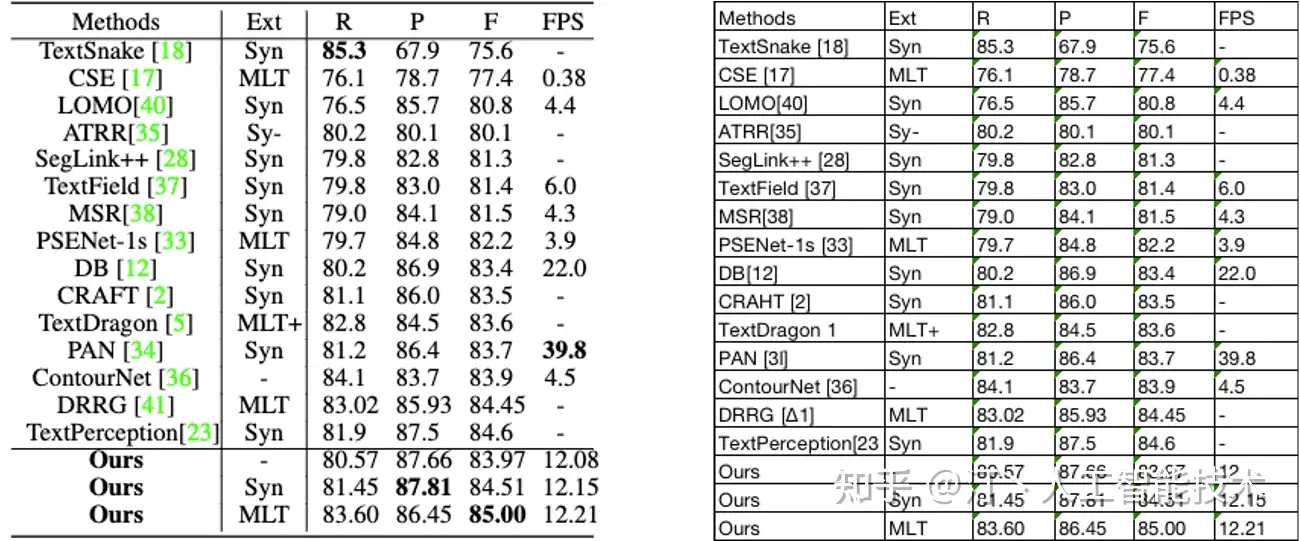 Methods Ext R P F FPS
TextSnake [18] Syn 85.3 67.9 75.6 -
CSE [17] MLT 76.1 78.7 77.4 0.38
LOMO[40] Syn 76.5 85.7 80.8 4.4
ATRR[35] Sy- 80.2 80.1 80.1 -
SegLink++ [28] Syn 79.8 82.8 81.3 -
TextField [37] Syn 79.8 83.0 81.4 6.0
MSR[38] Syn 79.0 84.1 81.5 4.3
PSENet-1s [33] MLT 79.7 84.8 82.2 3.9
DB [12] Syn 80.2 86.9 83.4 22.0
CRAFT [2] Syn 81.1 86.0 83.5 -
TextDragon [5] MLT+ 82.8 84.5 83.6 -
PAN [34] Syn 81.2 86.4 83.7 39.8
ContourNet [36] - 84.1 83.7 83.9 4.5
DRRG [41] MLT 83.02 85.93 84.45 -
TextPerception[23] Syn 81.9 87.5 84.6 -
Ours - 80.57 87.66 83.97 12.08
Ours Syn 81.45 87.81 84.51 12.15
Ours MLT 83.60 86.45 85.00 12.21
Methods Ext R P F FPS
TextSnake [18] Syn 85.3 67.9 75.6 -
CSE [17] MLT 76.1 78.7 77.4 0.38
LOMO[40] Syn 76.5 85.7 80.8 4.4
ATRR[35] Sy- 80.2 80.1 80.1 -
SegLink++ [28] Syn 79.8 82.8 81.3 -
TextField [37] Syn 79.8 83.0 81.4 6.0
MSR[38] Syn 79.0 84.1 81.5 4.3
PSENet-1s [33] MLT 79.7 84.8 82.2 3.9
DB[12] Syn 80.2 86.9 83.4 22.0
CRAHT [2] Syn 81.1 86.0 83.5 -
TextDragon 1 MLT+ 82.8 84.5 83.6 -
PAN [3l] Syn 81.2 86.4 83.7 39.8
ContourNet [36] - 84.1 83.7 83.9 4.5
DRRG [Δ1] MLT 83.02 85.93 84.45 -
TextPerception[23 Syn 81.9 87.5 84.6 -
Ours - 80.57 87.66 83.97
Ours Syn 81.45 87.81 84.51 12.15
Ours MLT 83.60 86.45 85.00 12.21
知乎 @江丶人工智能技术